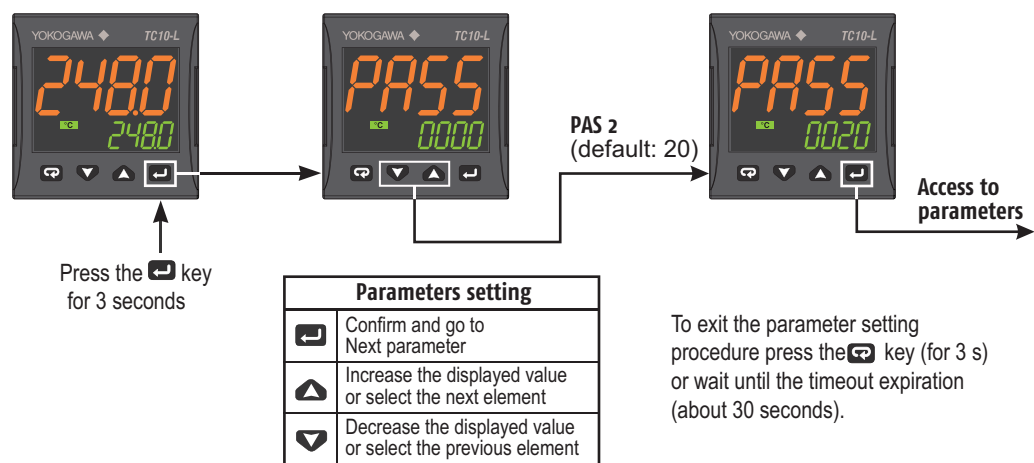 YOKOGAWA TC10-L
248.0
°C
248.0
YOKOGAWA TC10-L
PASS
°C
0000
PAS 2
(default: 20)
YOKOGAWA TC10-L
PASS
°C
0020
Access to
parameters
Press the key
for 3 seconds
Parameters setting
Confirm and go to
Next parameter
Increase the displayed value
or select the next element
Decrease the displayed value
or select the previous element
To exit the parameter setting
procedure press the key (for 3 s)
or wait until the timeout expiration
(about 30 seconds).